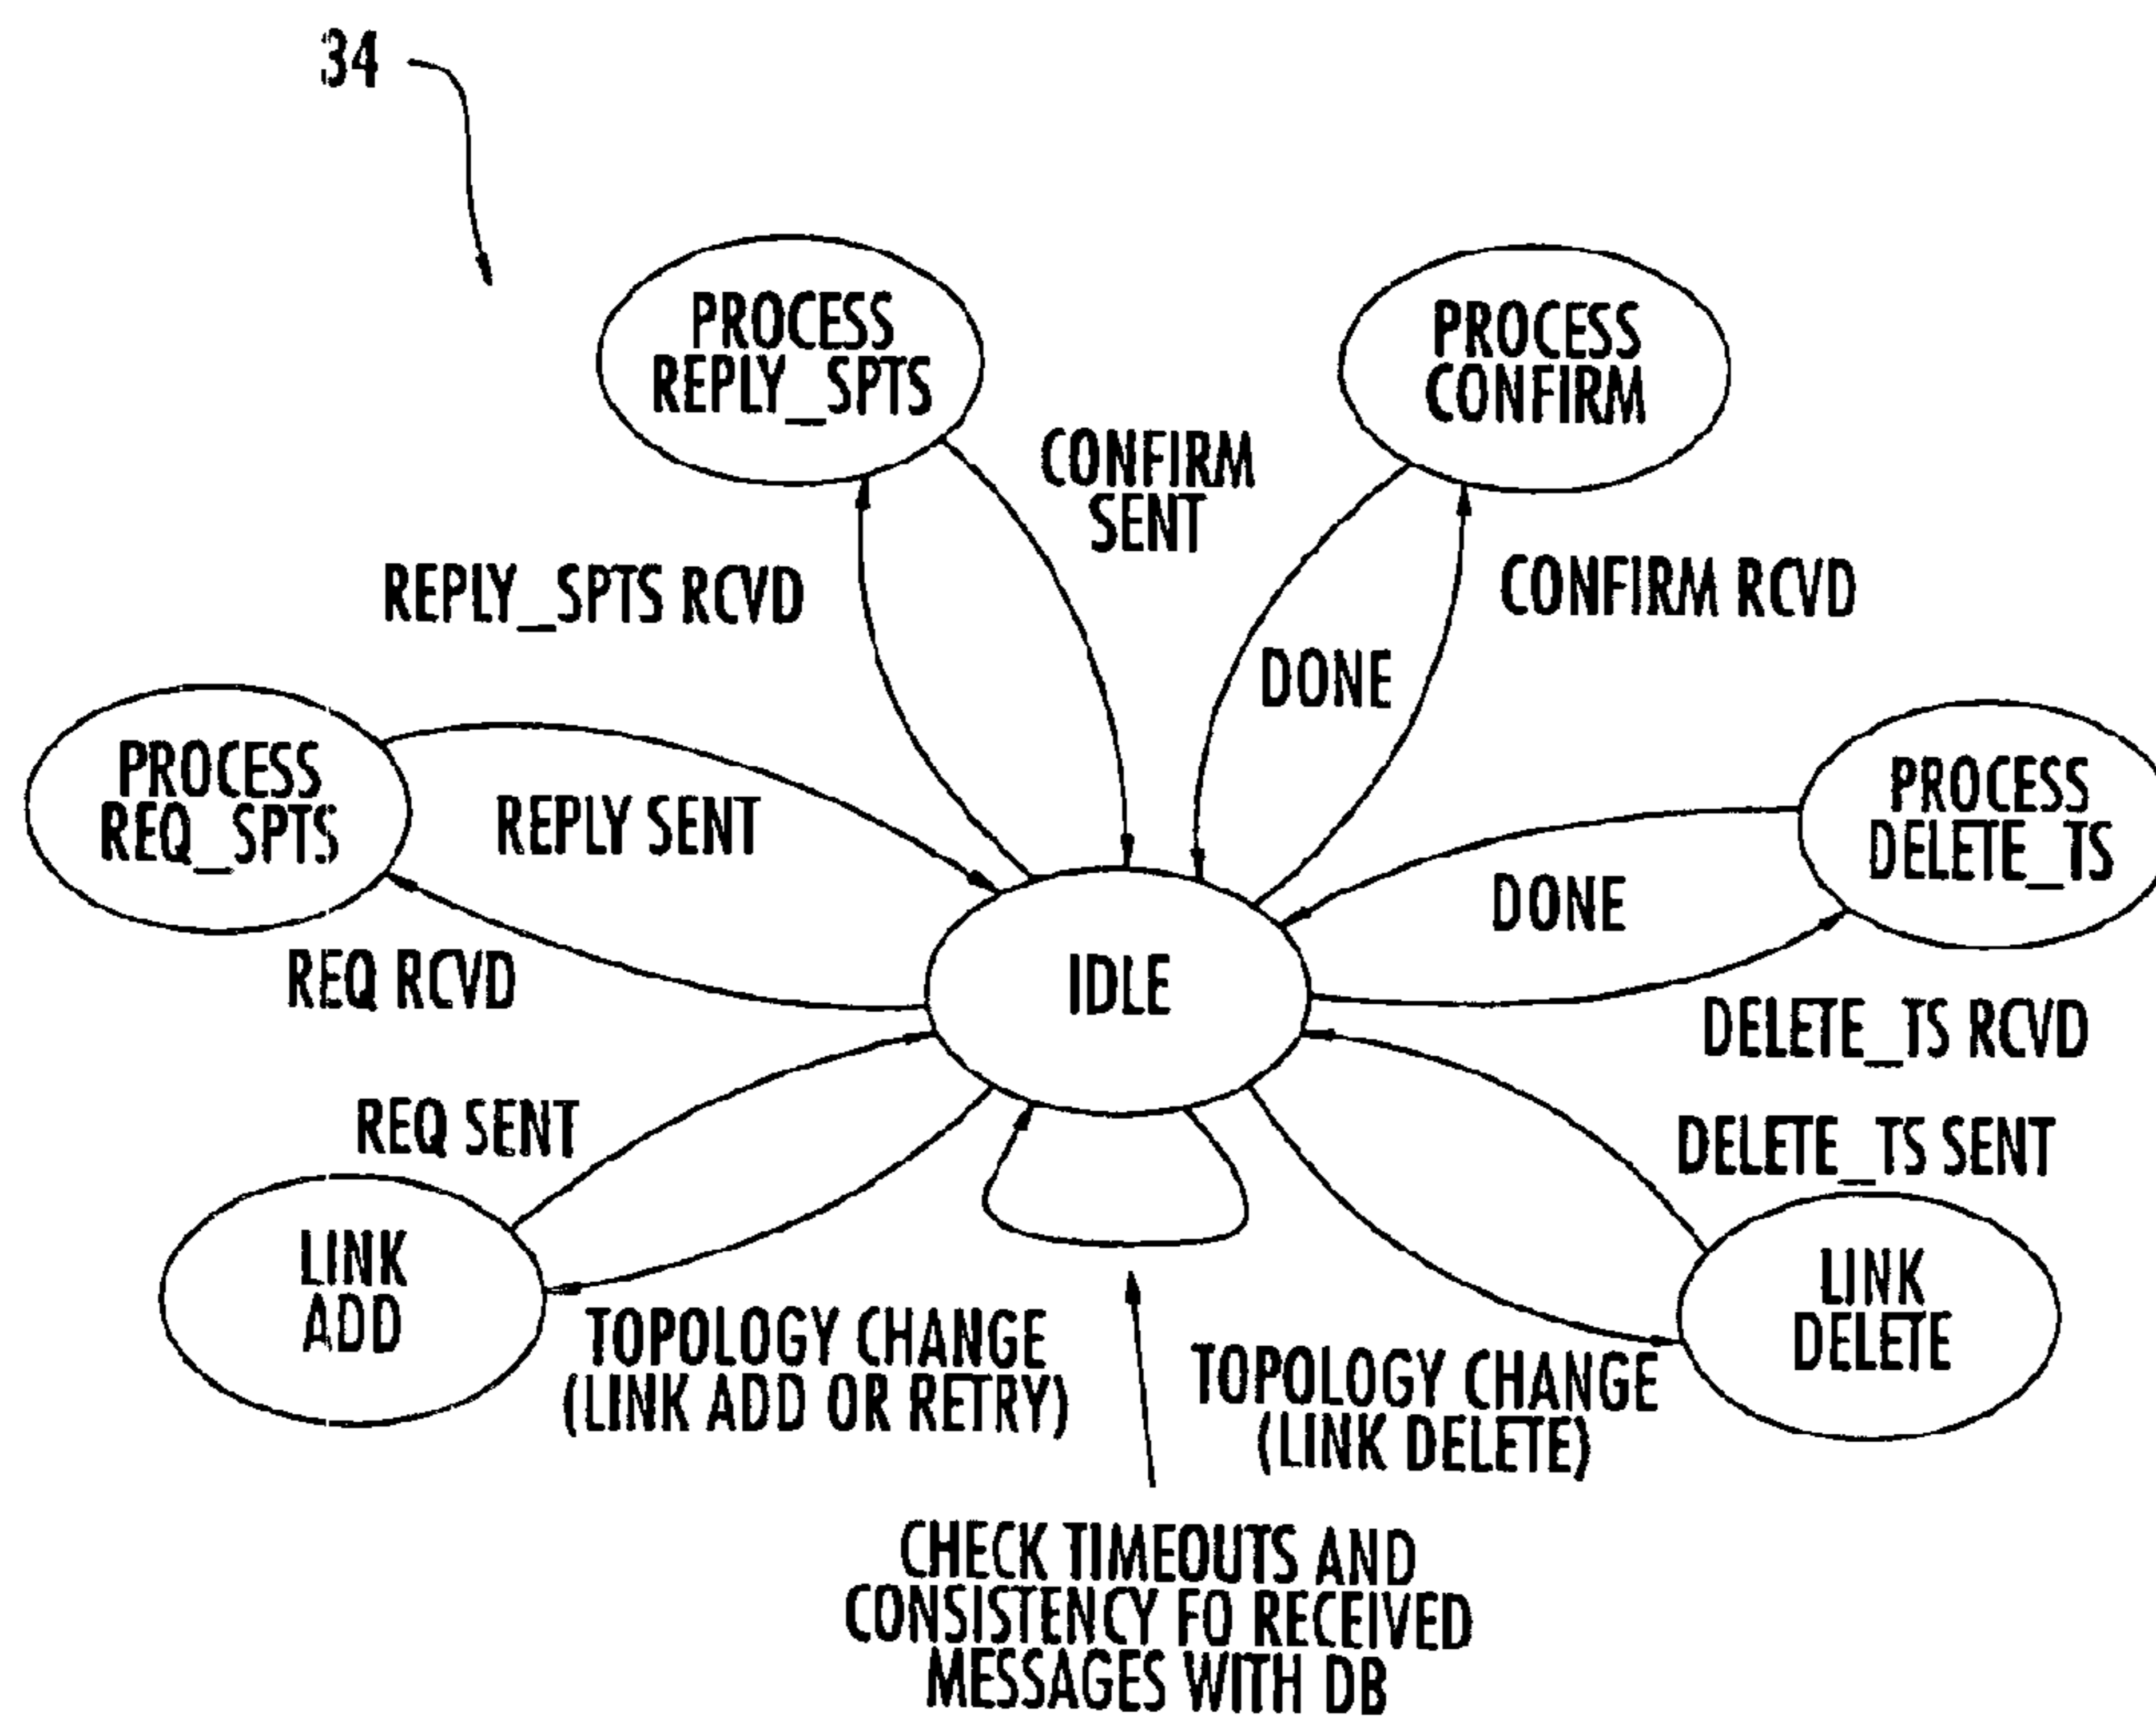 34
PROCESS
REPLY_SPTS
PROCESS
CONFIRM
CONFIRM
SENT
REPLY_SPTS RCVD
CONFIRM RCVD
DONE
PROCESS
REQ_SPTS
REPLY SENT
PROCESS
DELETE_TS
DONE
REQ RCVD
IDLE
DELETE_TS RCVD
REQ SENT
DELETE_TS SENT
LINK
ADD
LINK
DELETE
TOPOLOGY CHANGE
(LINK ADD OR RETRY)
TOPOLOGY CHANGE
(LINK DELETE)
CHECK TIMEOUTS AND
CONSISTENCY FO RECEIVED
MESSAGES WITH DB